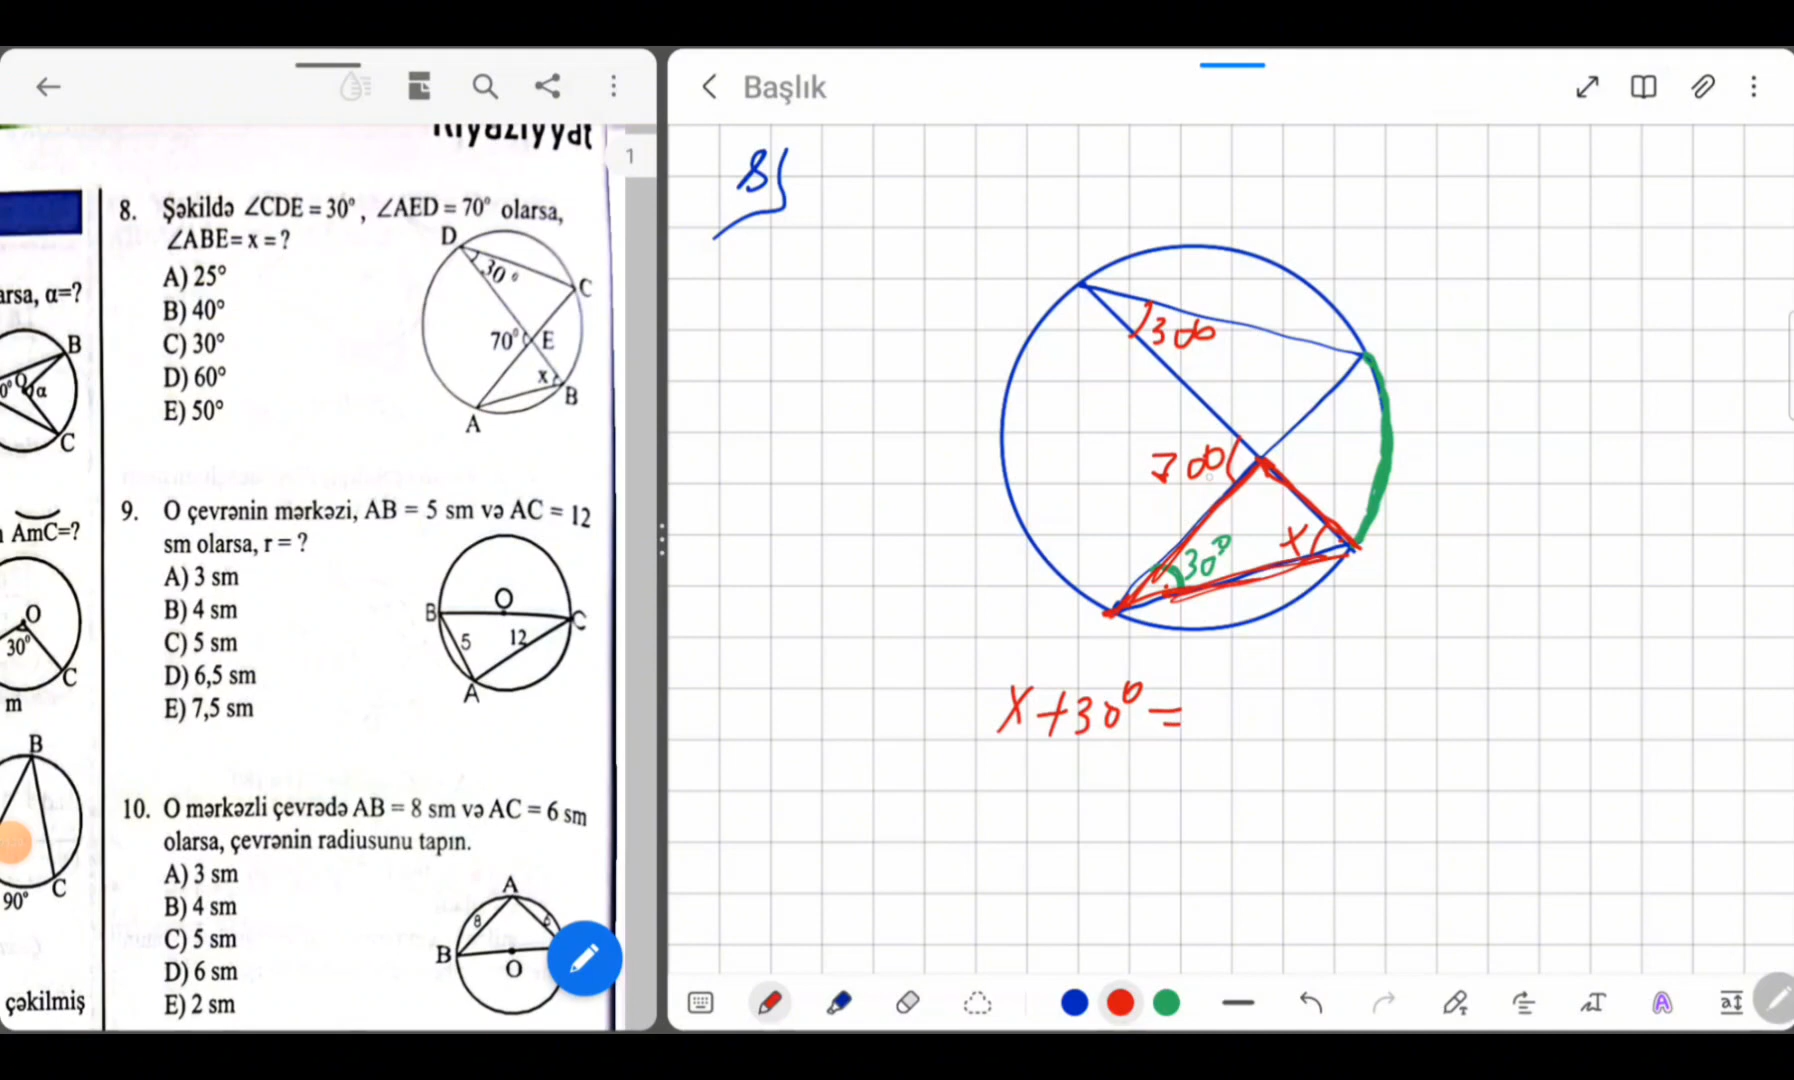 Başlık
1
8. Şəkildə ∠CDE = 30°, ∠AED = 70° olarsa,
∠ABE = x = ?
A) 25°
B) 40°
C) 30°
D) 60°
E) 50°
D
30°
C
70°
E
x
B
A
arsa, α=?
B
O
α
C
AmC=?
O
30°
C
m
B
C
90°
çəkilmiş
9. O çevrənin mərkəzi, AB = 5 sm və AC = 12
sm olarsa, r = ?
A) 3 sm
B) 4 sm
C) 5 sm
D) 6,5 sm
E) 7,5 sm
O
B
C
5
12
A
10. O mərkəzli çevrədə AB = 8 sm və AC = 6 sm
olarsa, çevrənin radiusunu tapın.
A) 3 sm
B) 4 sm
C) 5 sm
D) 6 sm
E) 2 sm
A
8
6
B
O
8
30°
70°
30°
x
x+30°=